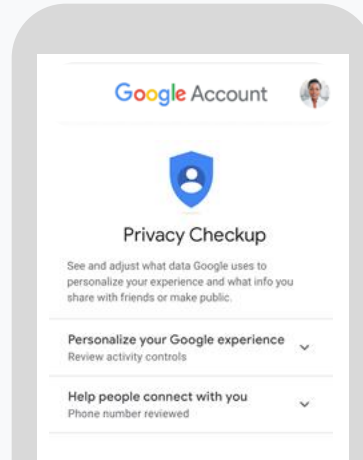 Google Account
Privacy Checkup
See and adjust what data Google uses to
personalize your experience and what info you
share with friends or make public.
Personalize your Google experience
Review activity controls
Help people connect with you
Phone number reviewed